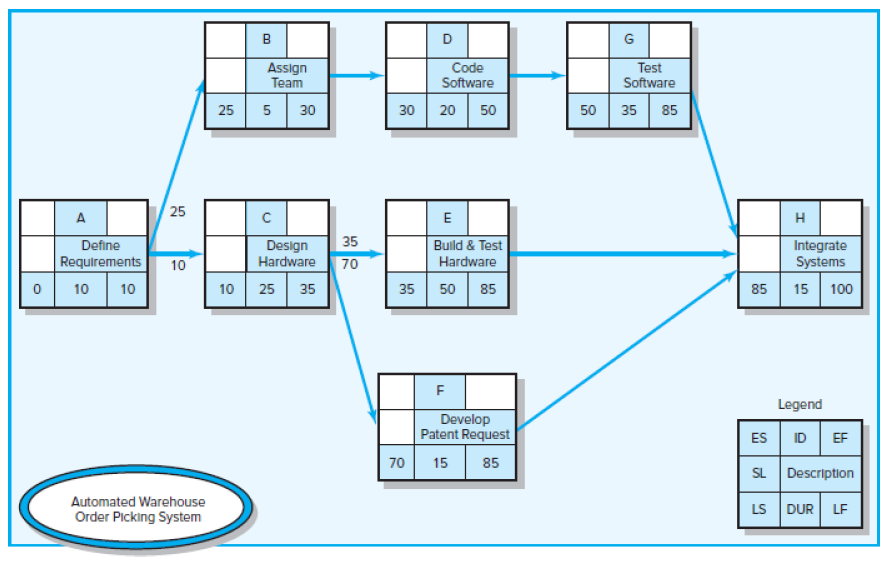 B
Assign
Team
25 5 30
D
Code
Software
30 20 50
G
Test
Software
50 35 85
A
Define
Requirements
0 10 10
25
10
C
Design
Hardware
10 25 35
35
70
E
Build & Test
Hardware
35 50 85
H
Integrate
Systems
85 15 100
F
Develop
Patent Request
70 15 85
Legend
ES ID EF
SL Description
LS DUR LF
Automated Warehouse
Order Picking System